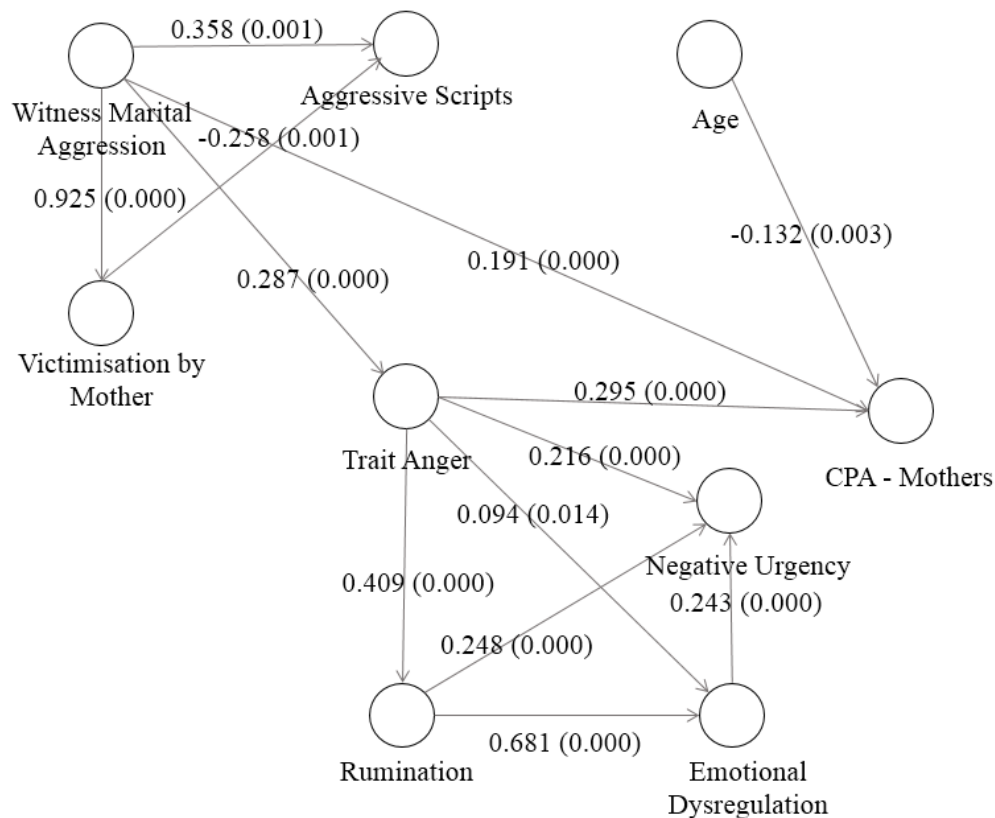 0.358 (0.001)
Aggressive Scripts
Witness Marital
Aggression
Age
-0.258 (0.001)
0.925 (0.000)
-0.132 (0.003)
0.287 (0.000)
0.191 (0.000)
Victimisation by
Mother
0.295 (0.000)
Trait Anger
0.216 (0.000)
CPA - Mothers
0.094 (0.014)
Negative Urgency
0.409 (0.000)
0.243 (0.000)
0.248 (0.000)
0.681 (0.000)
Rumination
Emotional
Dysregulation